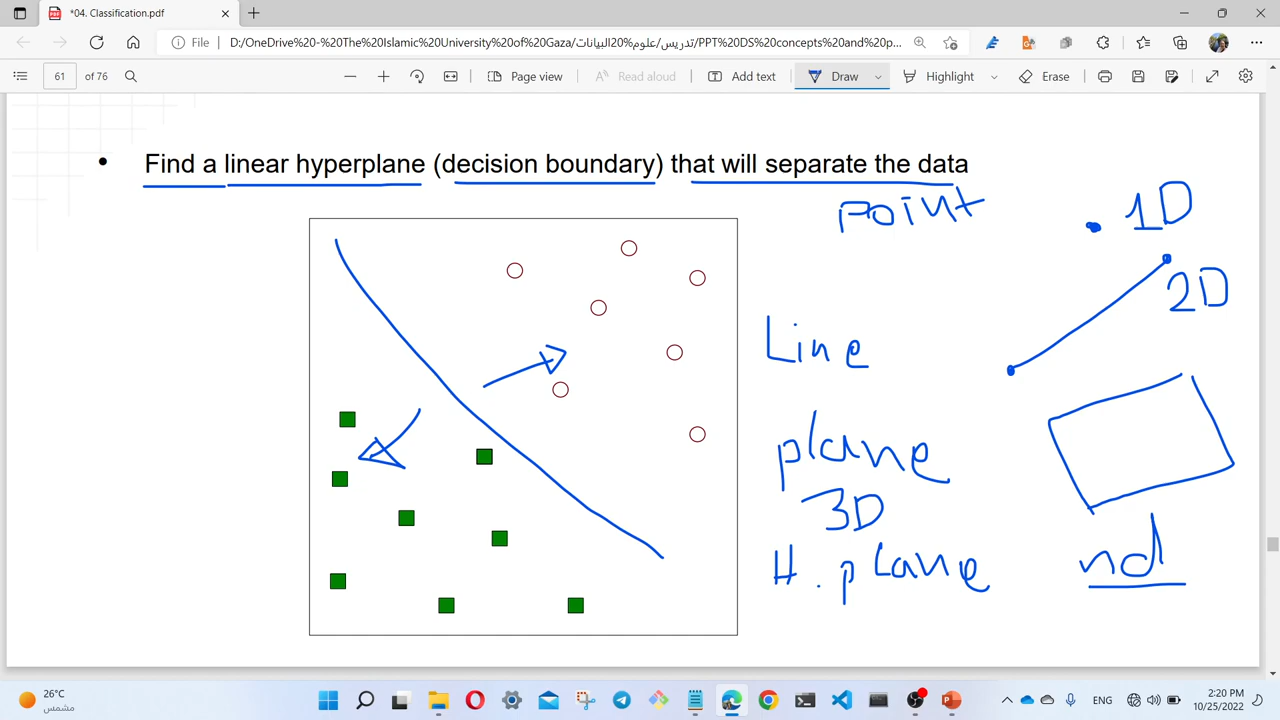 *04. Classification.pdf
File D:/OneDrive%20-%20The%20Islamic%20University%20of%20Gaza/تدريس/علوم%20البيانات/PPT%20DS%20concepts%20and%20p...
61 of 76 Page view Read aloud Add text Draw Highlight Erase
• Find a linear hyperplane (decision boundary) that will separate the data
Point 1D
2D
Line
plane
3D
H. plane nd
26°C
مشمس
ENG
2:20 PM
10/25/2022